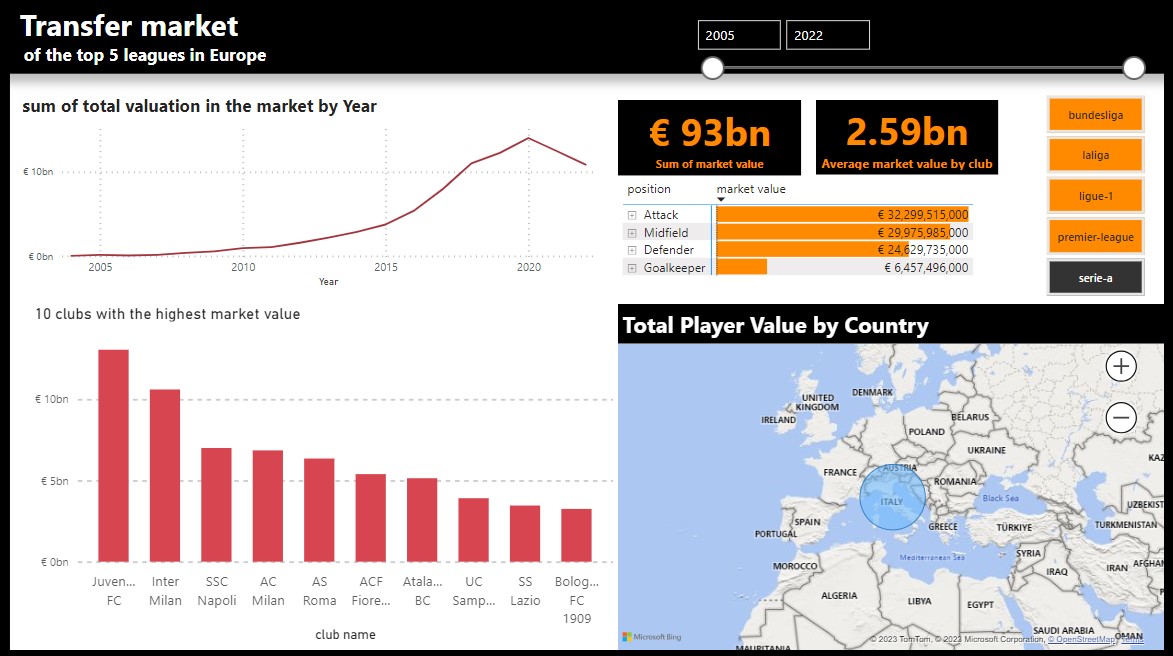 Transfer market
of the top 5 leagues in Europe
2005
2022
sum of total valuation in the market by Year
€ 10bn
€ 0bn
2005
2010
2015
2020
Year
€ 93bn
Sum of market value
2.59bn
Average market value by club
position market value
Attack € 32,299,515,000
Midfield € 29,975,985,000
Defender € 24,629,735,000
Goalkeeper € 6,457,496,000
bundesliga
laliga
ligue-1
premier-league
serie-a
10 clubs with the highest market value
€ 10bn
€ 5bn
€ 0bn
Juven...
FC
Inter
Milan
SSC
Napoli
AC
Milan
AS
Roma
ACF
Fiore...
Atala...
BC
UC
Samp...
SS
Lazio
Bolog...
FC
1909
club name
Total Player Value by Country
UNITED
KINGDOM
DENMARK
IRELAND
BELARUS
POLAND
UKRAINE
FRANCE
AUSTRIA
ROMANIA
KAZ
ITALY
Black Sea
UZBEKIST
SPAIN
PORTUGAL
GREECE
TÜRKIYE
TURKMENISTAN
Mediterranean Sea
SYRIA
MOROCCO
IRAQ
IRAN
AFGHAN
ALGERIA
LIBYA
EGYPT
SAUDI ARABIA
OMAN
MAURITANIA
Microsoft Bing
© 2023 TomTom, © 2023 Microsoft Corporation, © OpenStreetMap Terms